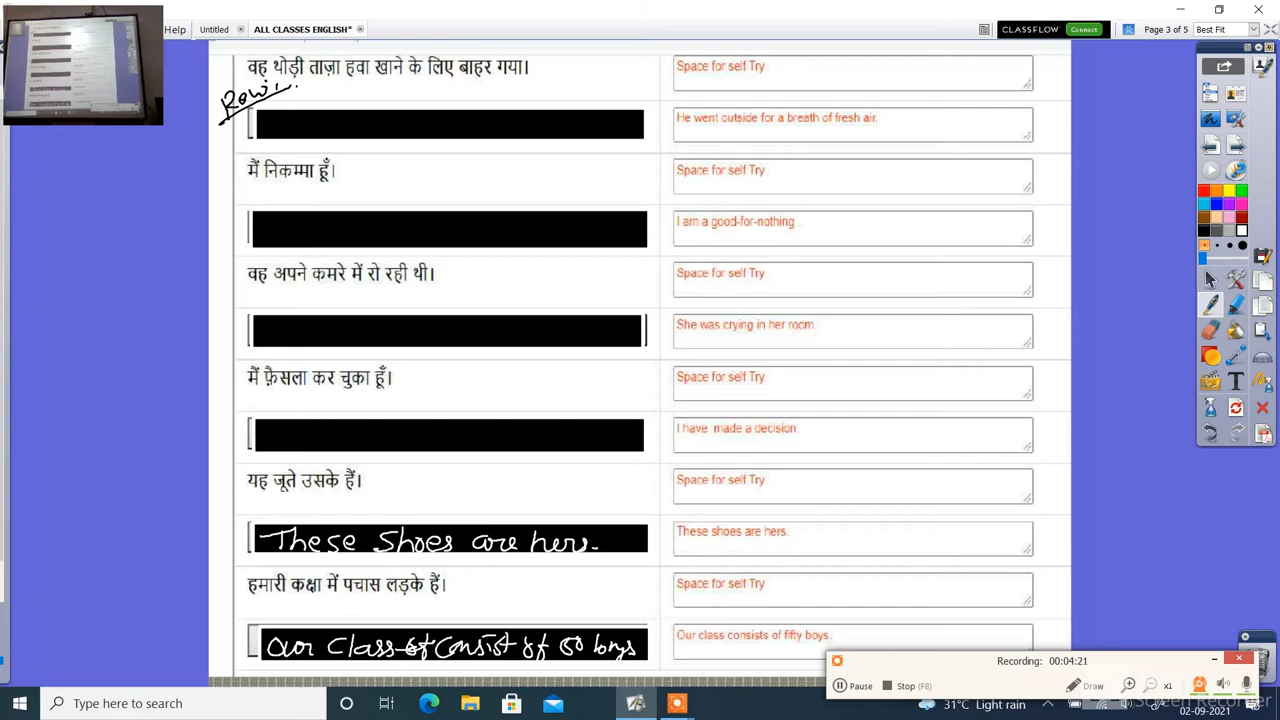 Help
Untitled
ALL CLASSES ENGLISH*
CLASSFLOW
Connect
Page 3 of 5
Best Fit
वह थोड़ी ताज़ा हवा खाने के लिए बाहर गया।
Space for self Try
He went outside for a breath of fresh air.
मैं निकम्मा हूँ।
Space for self Try
I am a good-for-nothing .
वह अपने कमरे में रो रही थी।
Space for self Try
She was crying in her room.
मैं फ़ैसला कर चुका हूँ।
Space for self Try
I have made a decision
यह जूते उसके हैं।
Space for self Try
These Shoes are hers.
These shoes are hers.
हमारी कक्षा में पचास लड़के हैं।
Space for self Try
Our Class of Consist of 50 boys
Our class consists of fifty boys.
Recording: 00:04:21
Pause
Stop (F8)
x1
Draw
Type here to search
31°C Light rain
02-09-2021
Screen Recorder